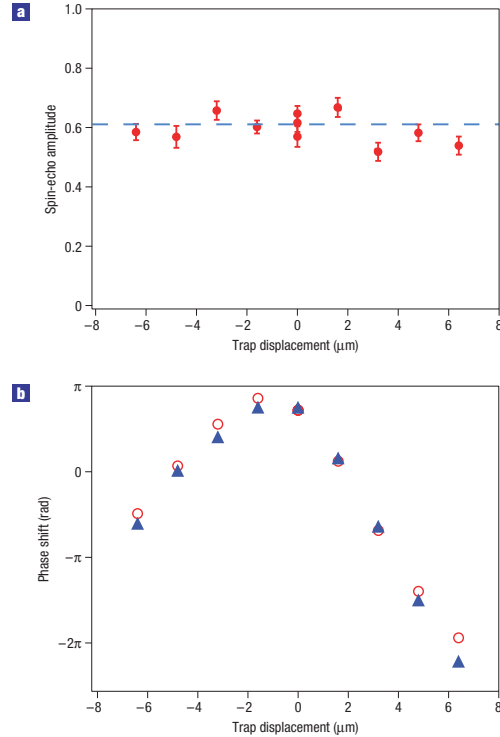 a
1.0
0.8
0.6
0.4
0.2
0
Spin-echo amplitude
−8 −6 −4 −2 0 2 4 6 8
Trap displacement (μm)
b
π
0
−π
−2π
Phase shift (rad)
−8 −6 −4 −2 0 2 4 6 8
Trap displacement (μm)